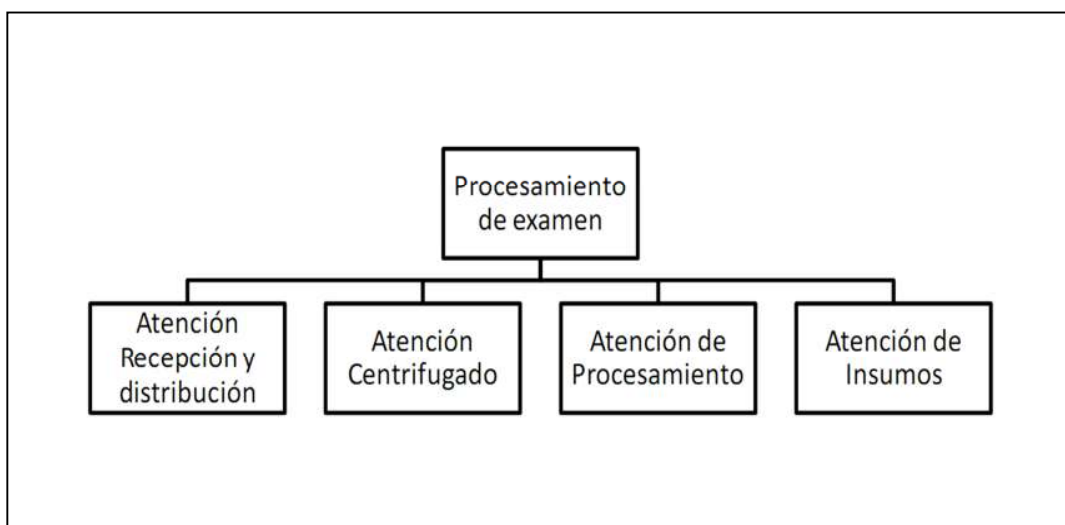 Procesamiento
de examen
Atención
Recepción y
distribución
Atención
Centrifugado
Atención de
Procesamiento
Atención de
Insumos